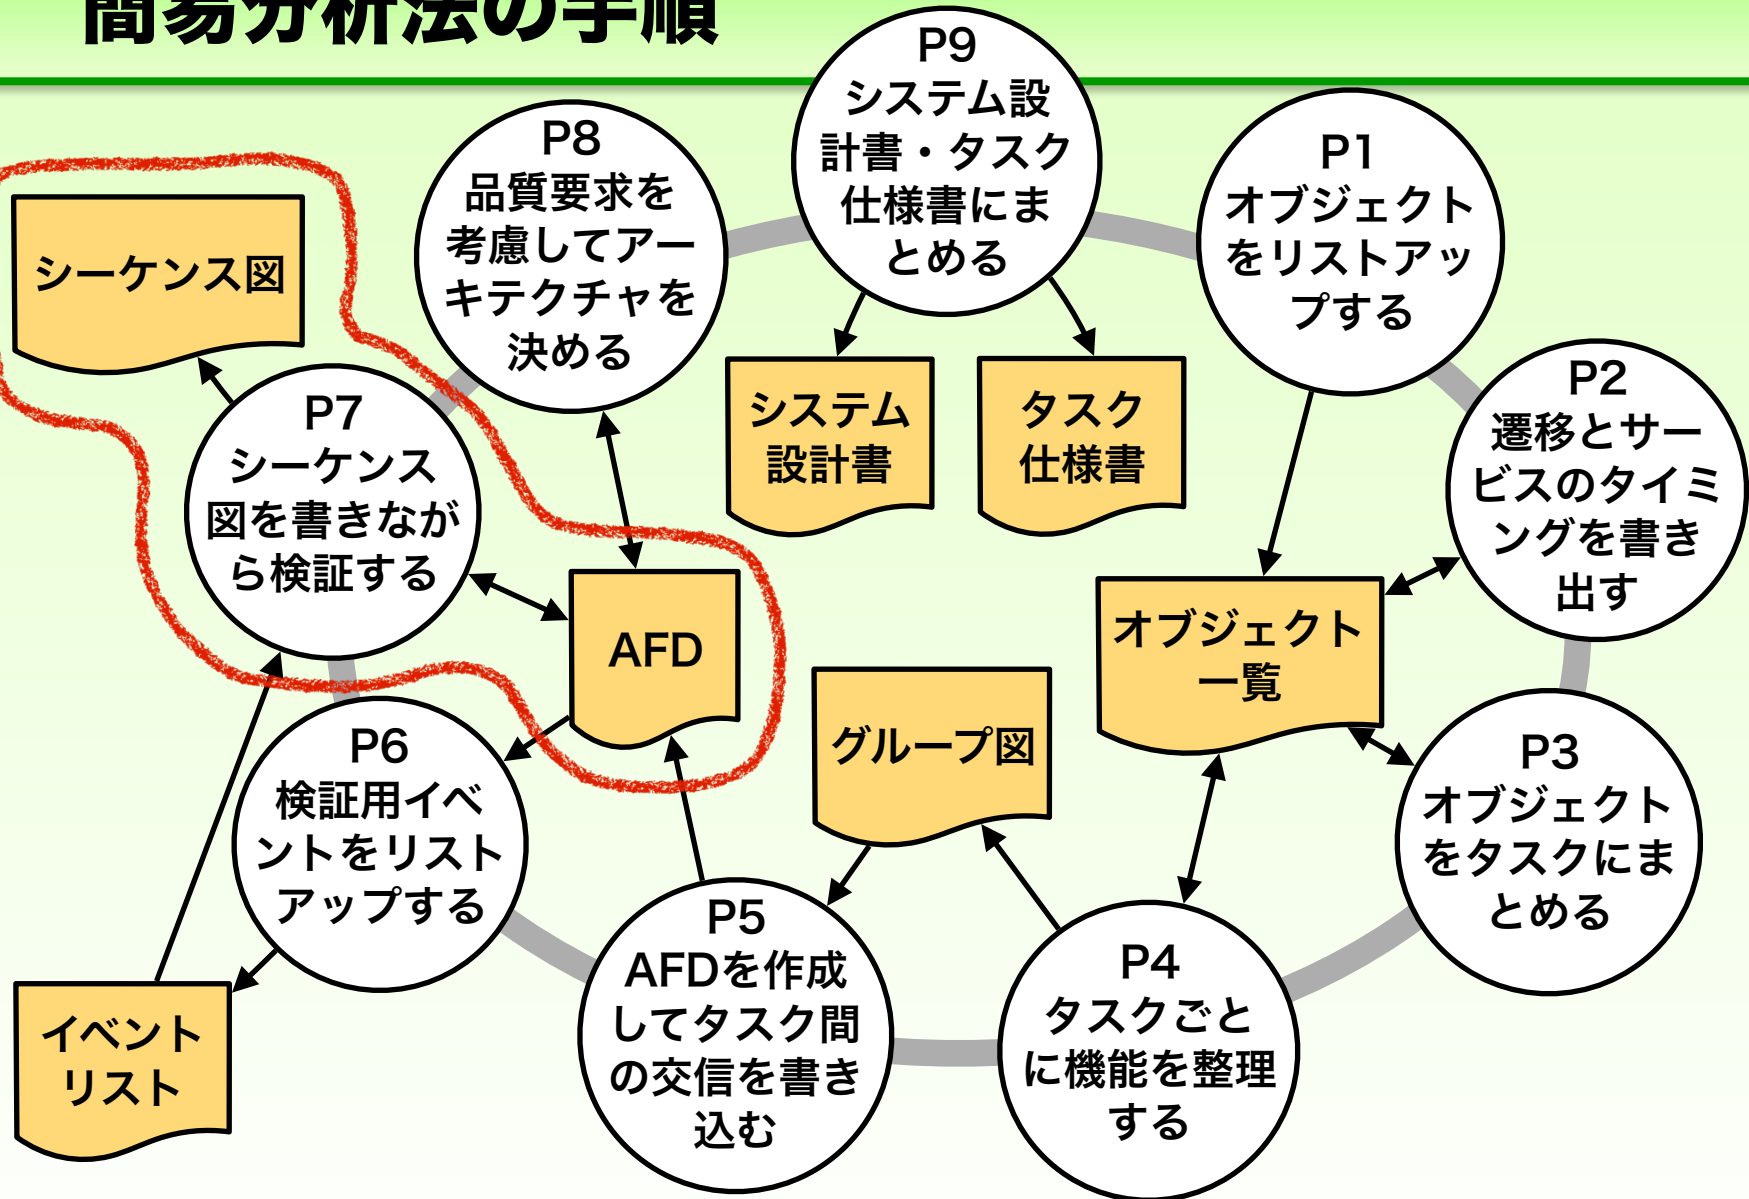 簡易分析法の手順
P9
システム設
計書・タスク
仕様書にま
とめる
P8
品質要求を
考慮してアー
キテクチャを
決める
P1
オブジェクト
をリストアッ
プする
シーケンス図
P7
シーケンス
図を書きなが
ら検証する
システム
設計書
タスク
仕様書
P2
遷移とサー
ビスのタイミ
ングを書き
出す
AFD
オブジェクト
一覧
グループ図
P6
検証用イベ
ントをリスト
アップする
P3
オブジェクト
をタスクにま
とめる
P5
AFDを作成
してタスク間
の交信を書き
込む
P4
タスクごと
に機能を整理
する
イベント
リスト